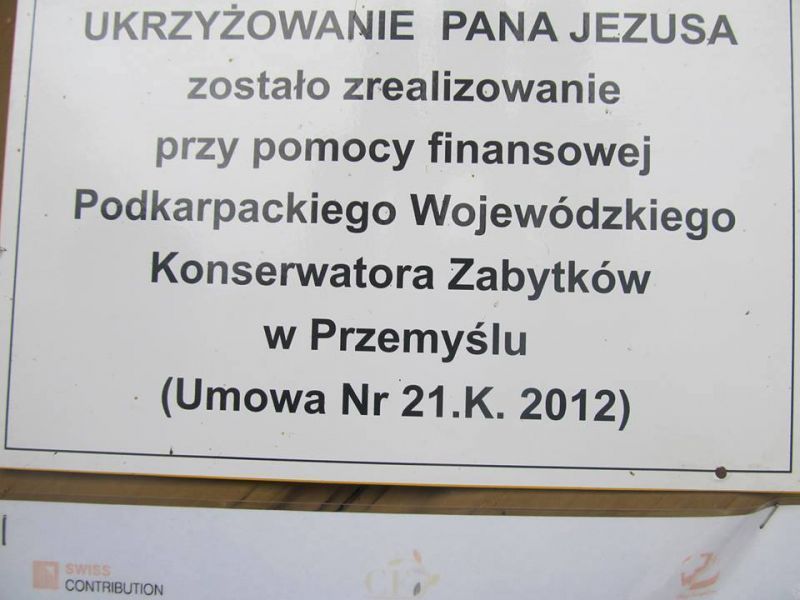 UKRZYŻOWANIE PANA JEZUSA
zostało zrealizowanie
przy pomocy finansowej
Podkarpackiego Wojewódzkiego
Konserwatora Zabytków
w Przemyślu
(Umowa Nr 21.K. 2012)
SWISS
CONTRIBUTION